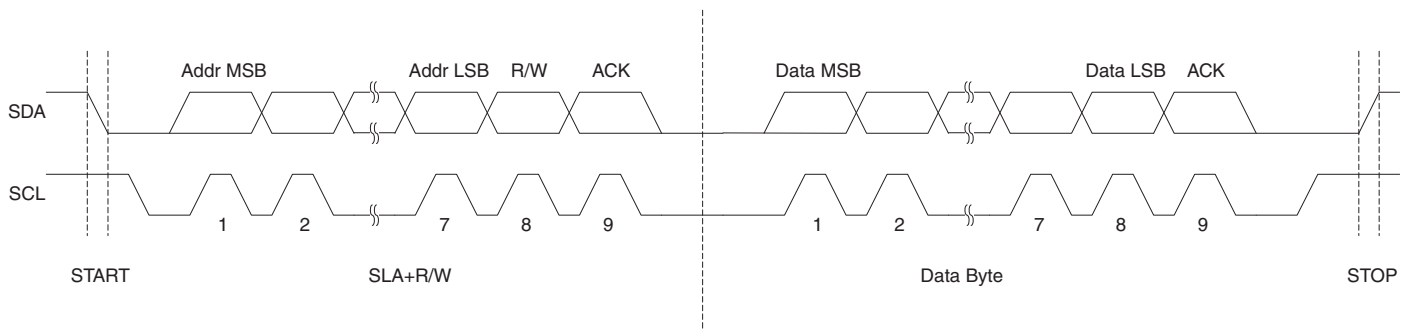 Addr MSB Addr LSB R/W ACK Data MSB Data LSB ACK
SDA
SCL
1 2 7 8 9 1 2 7 8 9
START SLA+R/W Data Byte STOP